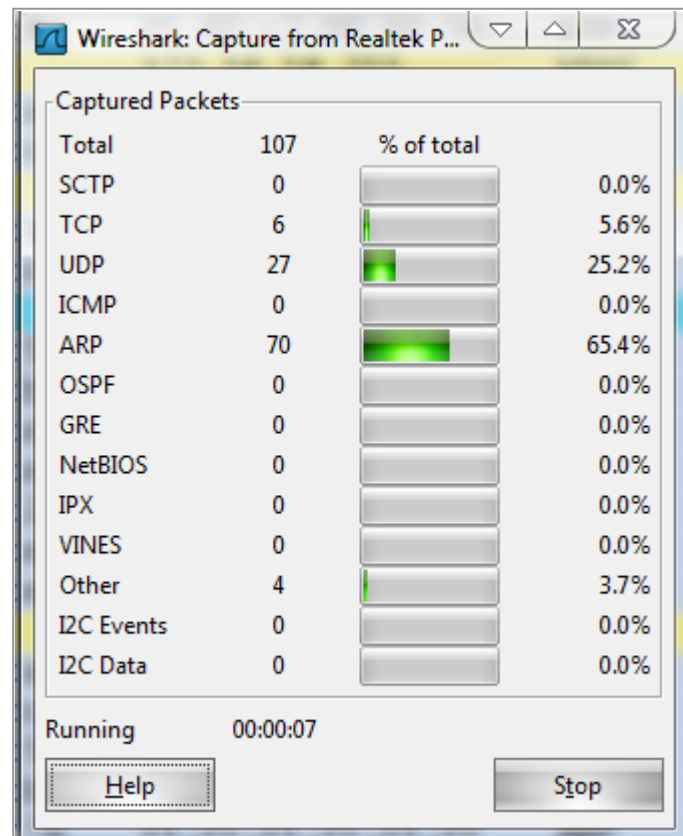 Wireshark: Capture from Realtek P...
Captured Packets
Total 107 % of total
SCTP 0 0.0%
TCP 6 5.6%
UDP 27 25.2%
ICMP 0 0.0%
ARP 70 65.4%
OSPF 0 0.0%
GRE 0 0.0%
NetBIOS 0 0.0%
IPX 0 0.0%
VINES 0 0.0%
Other 4 3.7%
I2C Events 0 0.0%
I2C Data 0 0.0%
Running 00:00:07
Help Stop